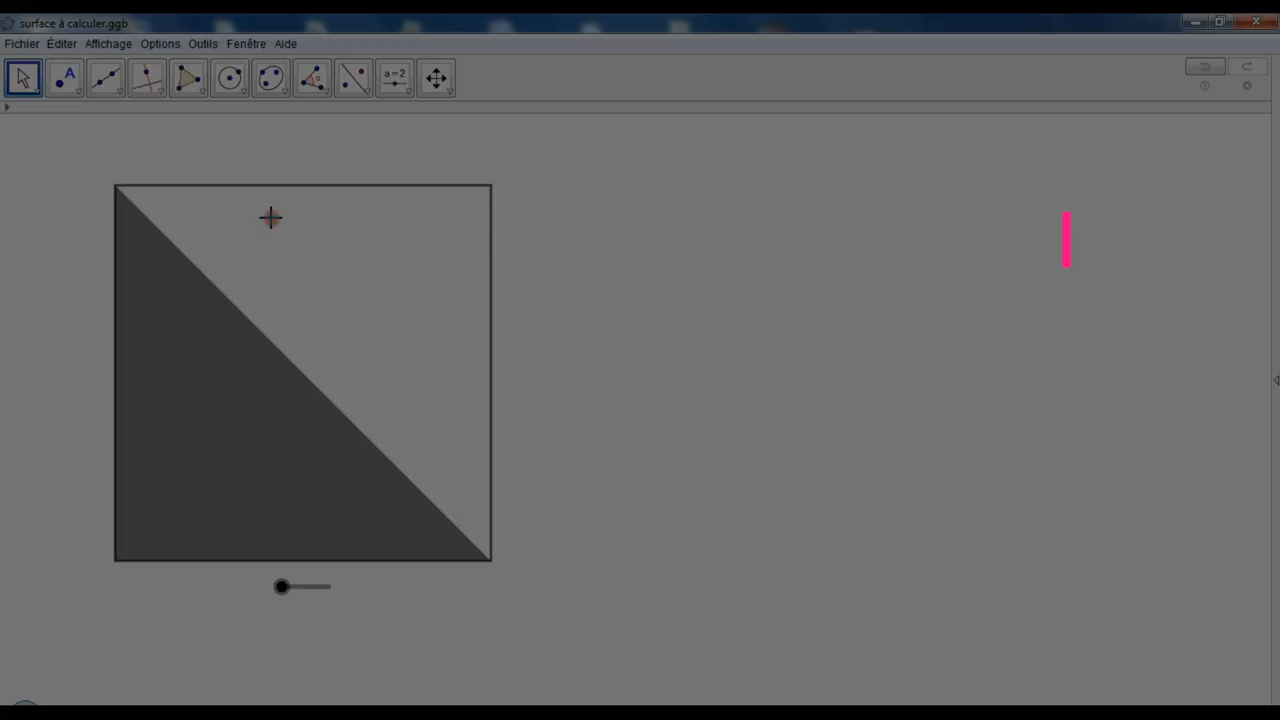 surface à calculer.ggb
Fichier Éditer Affichage Options Outils Fenêtre Aide
A
α
a=2